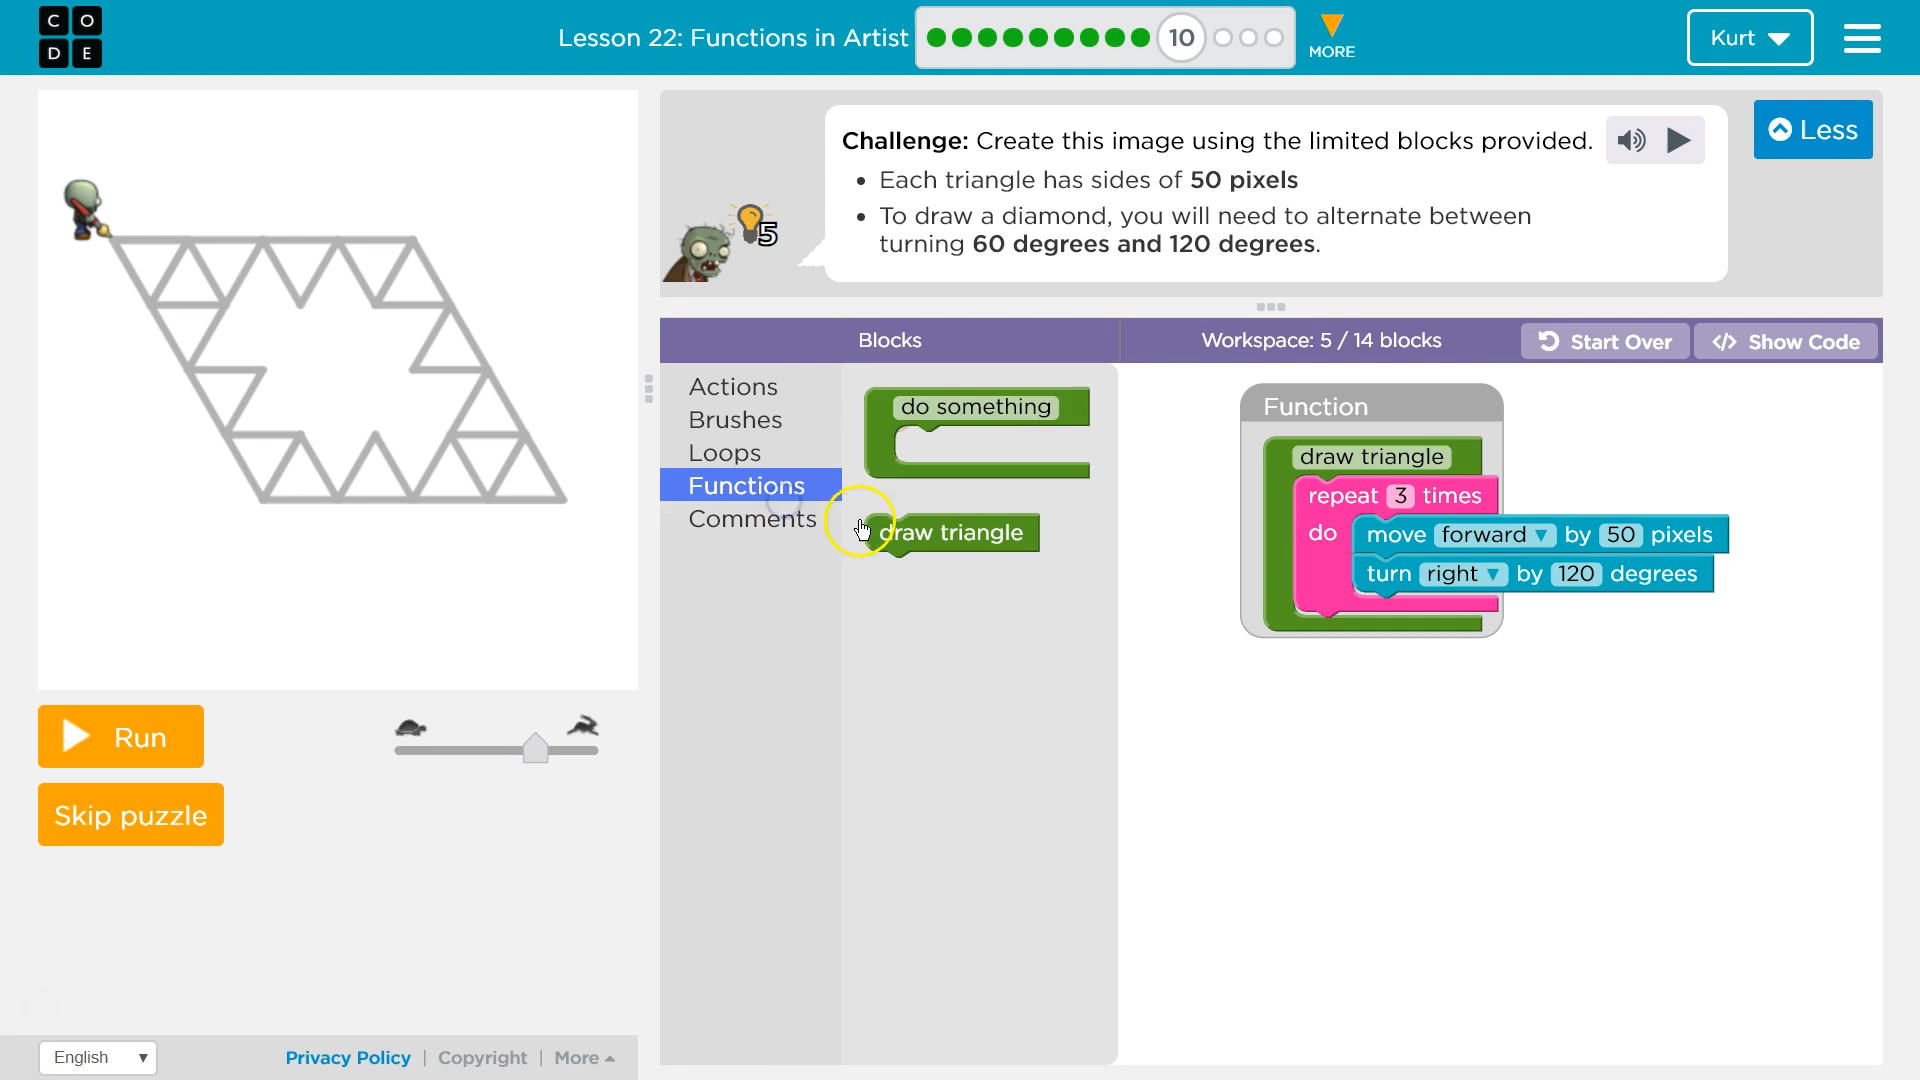 C O
D E
Lesson 22: Functions in Artist
10
MORE
Kurt
Challenge: Create this image using the limited blocks provided.
• Each triangle has sides of 50 pixels
• To draw a diamond, you will need to alternate between
turning 60 degrees and 120 degrees.
5
Less
Blocks
Workspace: 5 / 14 blocks
Start Over
</> Show Code
Actions
Brushes
Loops
Functions
Comments
do something
draw triangle
Function
draw triangle
repeat 3 times
do
move forward by 50 pixels
turn right by 120 degrees
Run
Skip puzzle
English
Privacy Policy | Copyright | More